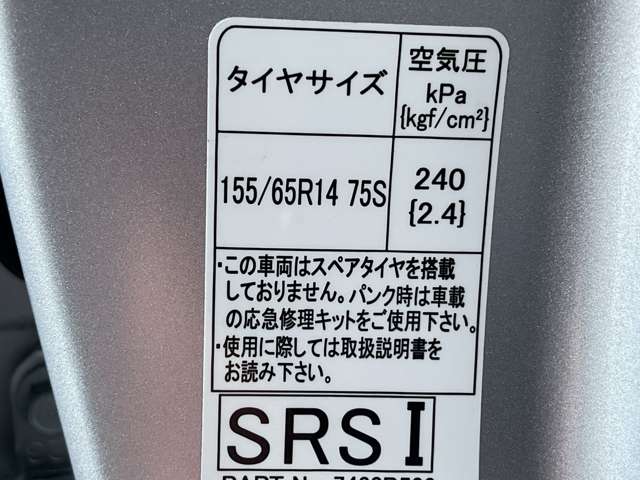 タイヤサイズ
空気圧
kPa
{kgf/cm²}
155/65R14 75S
240
{2.4}
・この車両はスペアタイヤを搭載
しておりません。パンク時は車載
の応急修理キットをご使用下さい。
・使用に際しては取扱説明書を
お読み下さい。
SRS I
PART No.